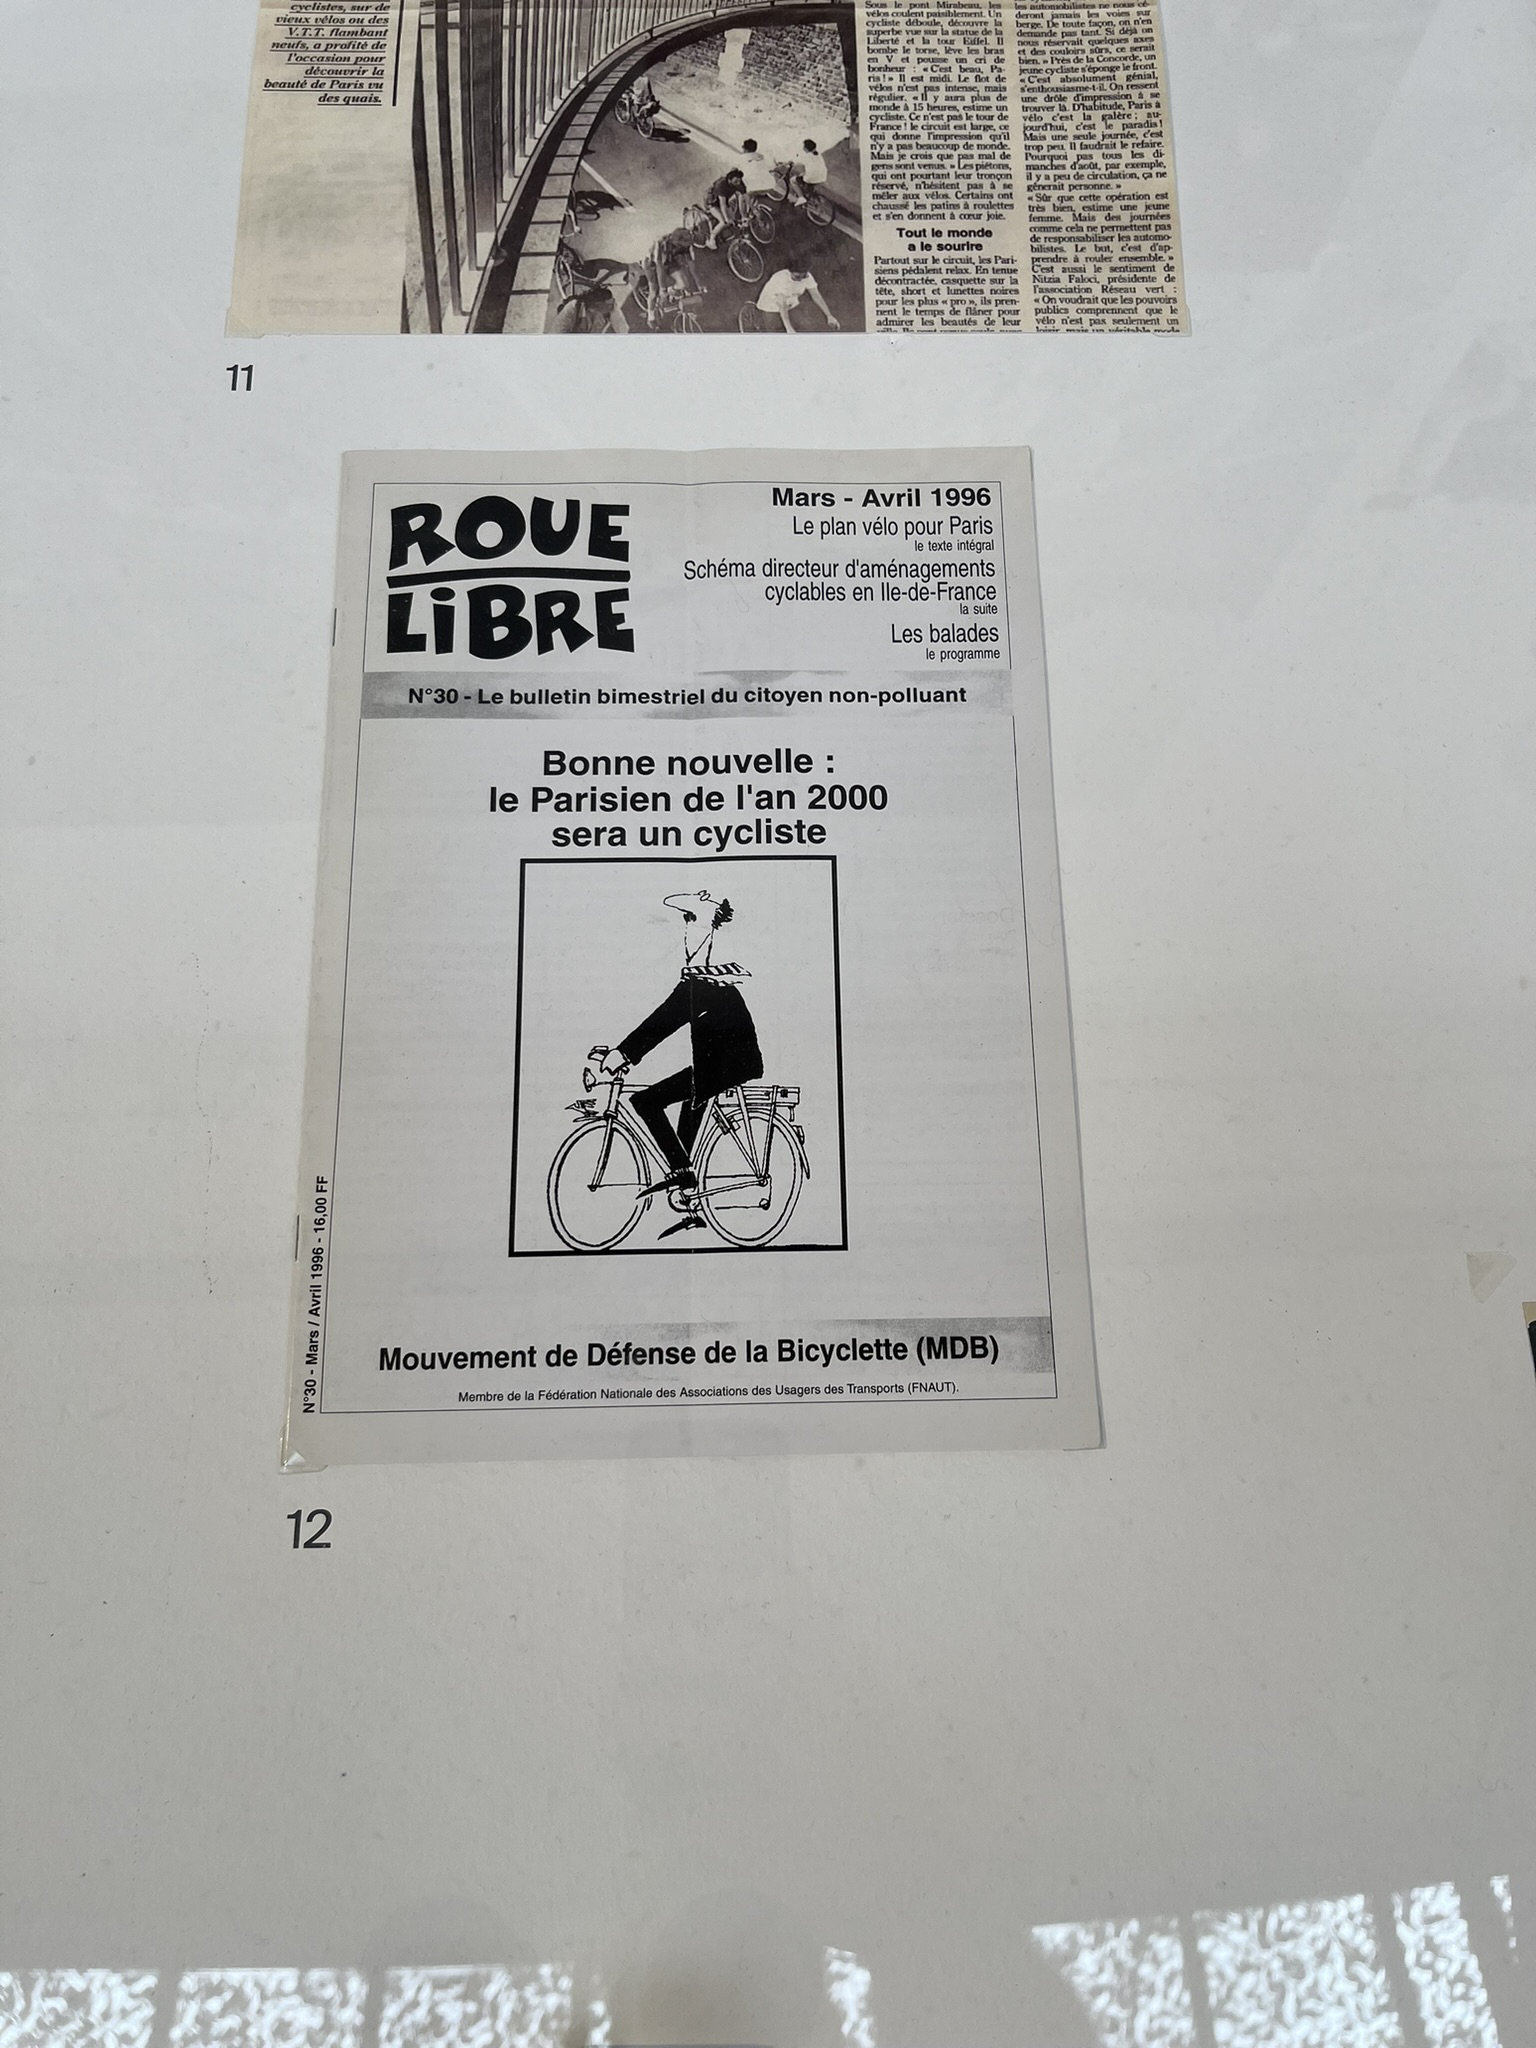 cyclistes, sur de
vieux vélos ou des
V.T.T. flambant
neufs, a profité de
l'occasion pour
découvrir la
beauté de Paris vu
des quais.
Sous le pont Mirabeau, les
vélos coulent paisiblement. Un
cycliste déboule, découvre la
superbe vue sur la statue de la
Liberté et la tour Eiffel. Il
bombe le torse, lève les bras
en V et pousse un cri de
bonheur : « C'est beau, Pa-
ris ! » Il est midi. Le flot de
vélos n'est pas intense, mais
régulier. « Il y aura plus de
monde à 15 heures, estime un
cycliste. Ce n'est pas le tour de
France ! le circuit est large, ce
qui donne l'impression qu'il
n'y a pas beaucoup de monde.
Mais je crois que pas mal de
gens sont venus. » Les piétons,
qui ont pourtant leur tronçon
réservé, n'hésitent pas à se
mêler aux vélos. Certains ont
chaussé les patins à roulettes
et s'en donnent à cœur joie.
Tout le monde
a le sourire
Partout sur le circuit, les Pari-
siens pédalent relax. En tenue
décontractée, casquette sur la
tête, short et lunettes noires
pour les plus « pro », ils pren-
nent le temps de flâner pour
admirer les beautés de leur
les automobilistes ne nous cé-
deront jamais les voies sur
berge. De toute façon, on n'en
demande pas tant. Si déjà on
nous réservait quelques axes
et des couloirs sûrs, ce serait
bien. » Près de la Concorde, un
jeune cycliste s'éponge le front.
« C'est absolument génial,
s'enthousiasme-t-il. On ressent
une drôle d'impression à se
trouver là. D'habitude, Paris à
vélo c'est la galère ; au-
jourd'hui, c'est le paradis !
Mais une seule journée, c'est
trop peu. Il faudrait le refaire.
Pourquoi pas tous les di-
manches d'août, par exemple,
il y a peu de circulation, ça ne
gênerait personne. »
« Sûr que cette opération est
très bien, estime une jeune
femme. Mais des journées
comme cela ne permettent pas
de responsabiliser les automo-
bilistes. Le but, c'est d'ap-
prendre à rouler ensemble. »
C'est aussi le sentiment de
Nitzia Faloci, présidente de
l'association Réseau vert :
« On voudrait que les pouvoirs
publics comprennent que le
vélo n'est pas seulement un
loisir mais un véritable mode
11
ROUE
LiBRE
Mars - Avril 1996
Le plan vélo pour Paris
le texte intégral
Schéma directeur d'aménagements
cyclables en Ile-de-France
la suite
Les balades
le programme
N°30 - Le bulletin bimestriel du citoyen non-polluant
Bonne nouvelle :
le Parisien de l'an 2000
sera un cycliste
N°30 - Mars / Avril 1996 - 16,00 FF
Mouvement de Défense de la Bicyclette (MDB)
Membre de la Fédération Nationale des Associations des Usagers des Transports (FNAUT).
12